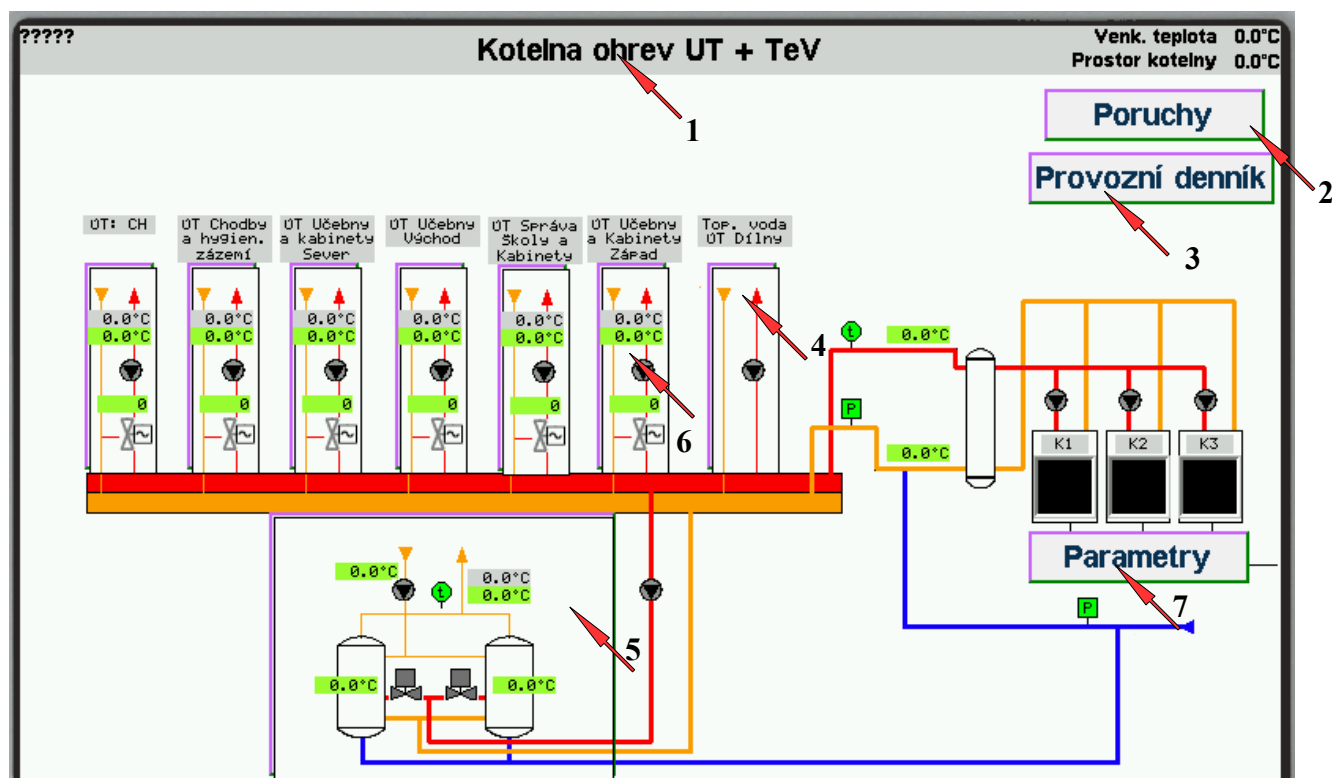 ?????
Kotelna ohrev UT + TeV
Venk. teplota 0.0°C
Prostor kotelny 0.0°C
1
Poruchy
2
Provozní denník
3
ÚT: CH
ÚT Chodby
a hygien.
zázemí
ÚT Učebny
a kabinety
Sever
ÚT Učebny
Východ
ÚT Správa
Školy a
Kabinety
ÚT Učebny
a Kabinety
Západ
Top. voda
ÚT Dílny
0.0°C
0.0°C
0
0.0°C
0.0°C
0
0.0°C
0.0°C
0
0.0°C
0.0°C
0
0.0°C
0.0°C
0
0.0°C
0.0°C
0
6
4
t
0.0°C
P
0.0°C
K1
K2
K3
Parametry
7
P
0.0°C
t
0.0°C
0.0°C
5
0.0°C
0.0°C